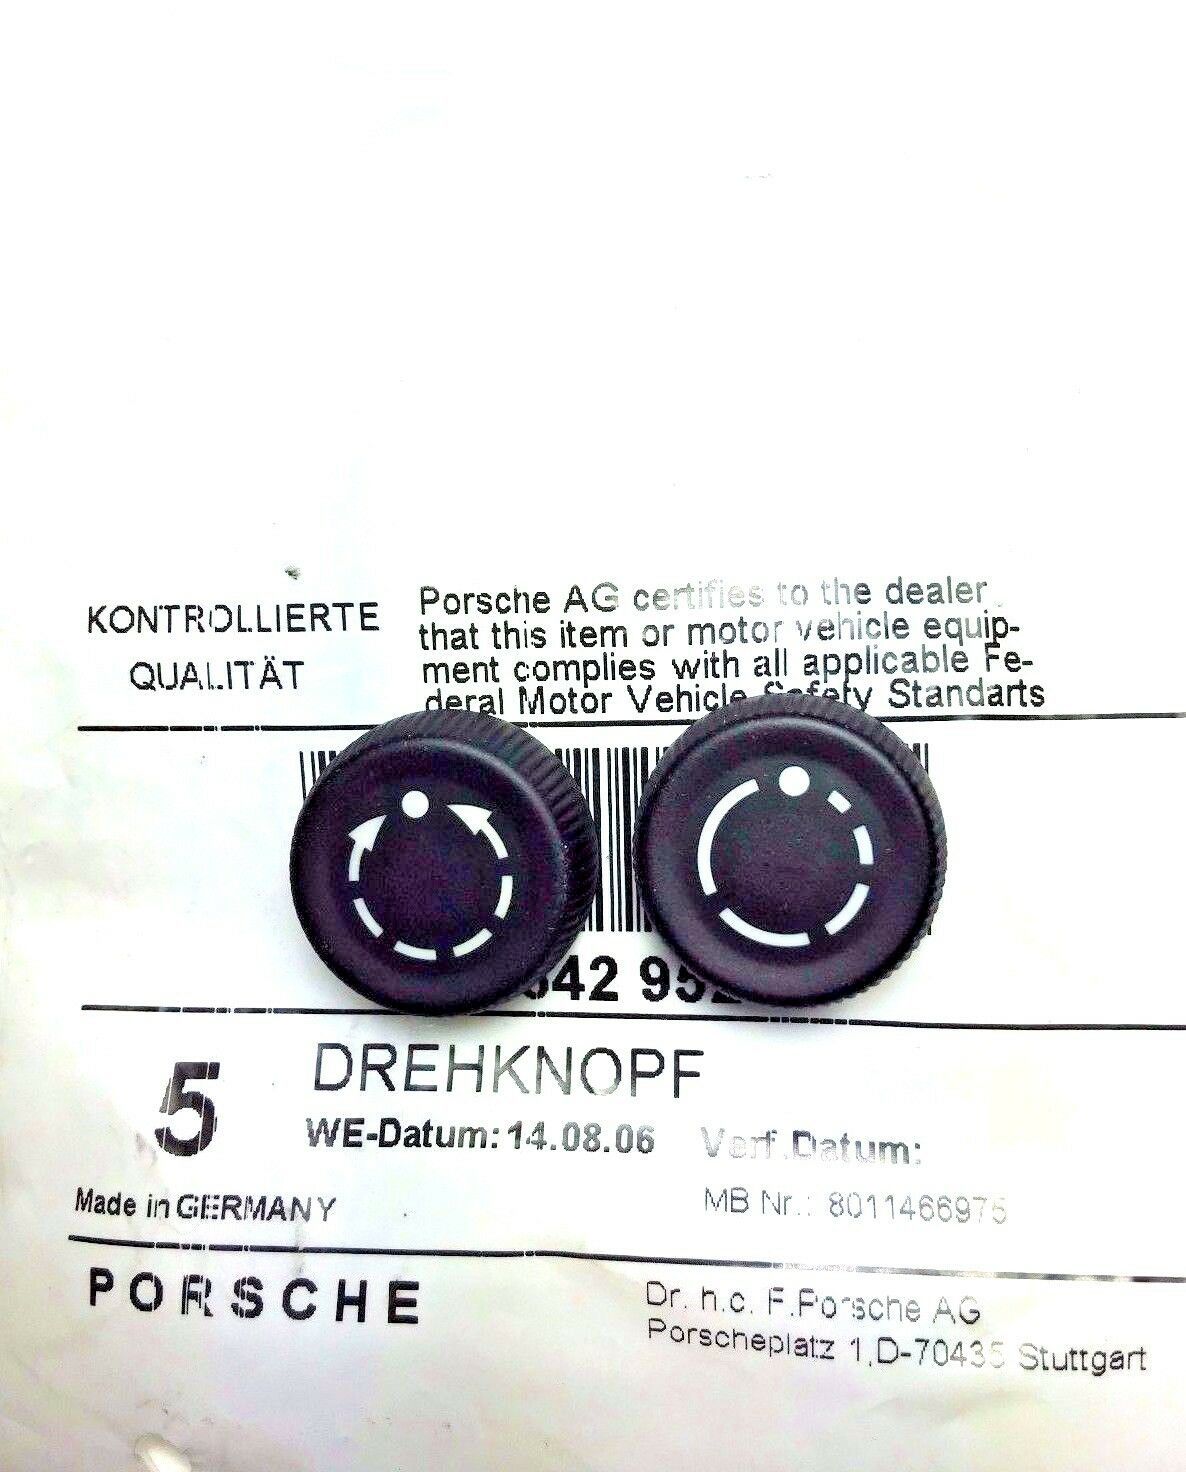 KONTROLLIERTE
QUALITÄT
Porsche AG certifies to the dealer
that this item or motor vehicle equip-
ment complies with all applicable Fe-
deral Motor Vehicle Safety Standarts
542 952
5
DREHKNOPF
WE-Datum: 14.08.06
Verf.Datum:
Made in GERMANY
MB Nr.: 8011466975
PORSCHE
Dr. h.c. F.Porsche AG
Porscheplatz 1,D-70435 Stuttgart